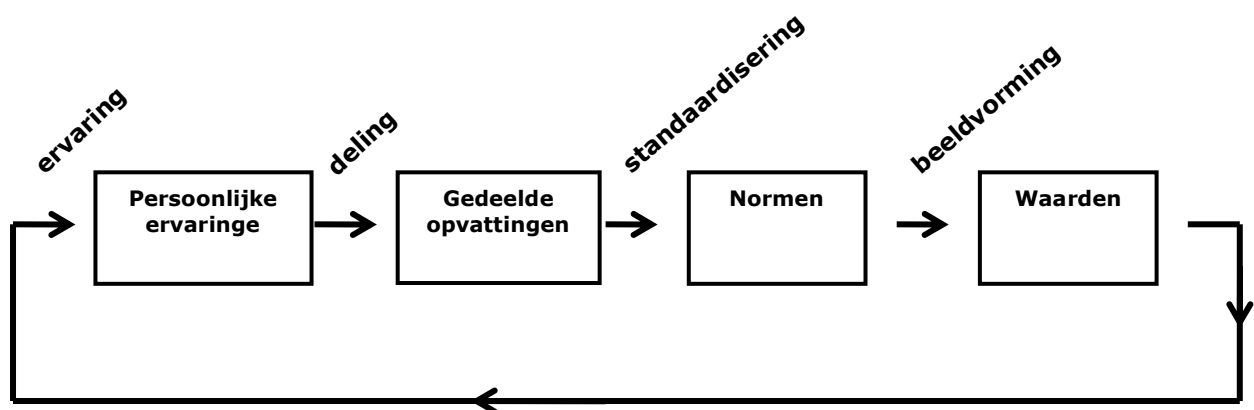 ervaring
deling
standaardisering
beeldvorming
Persoonlijke
ervaringe
Gedeelde
opvattingen
Normen
Waarden